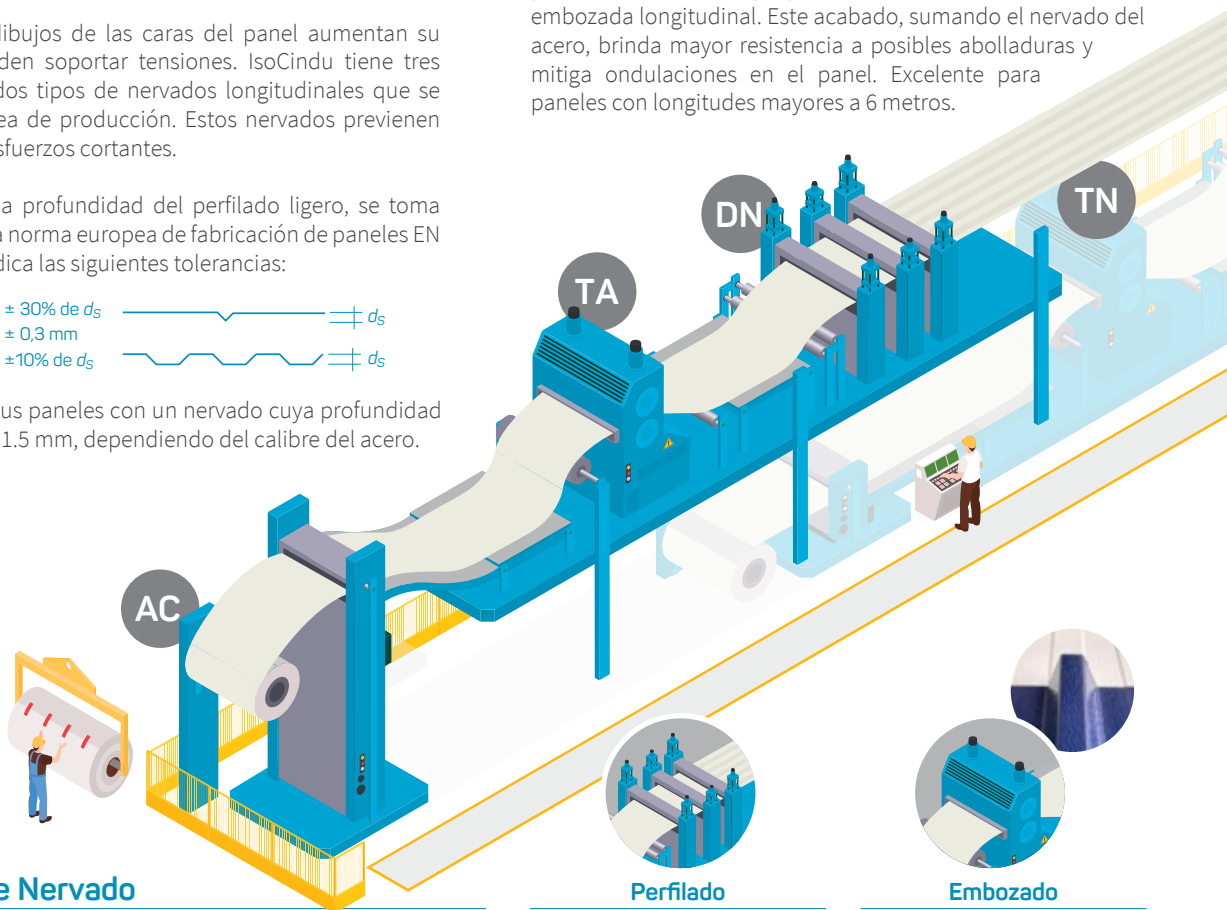 dibujos de las caras del panel aumentan su
den soportar tensiones. IsoCindu tiene tres
dos tipos de nervados longitudinales que se
ea de producción. Estos nervados previenen
sfuerzos cortantes.
a profundidad del perfilado ligero, se toma
a norma europea de fabricación de paneles EN
dica las siguientes tolerancias:
± 30% de ds
ds
± 0,3 mm
±10% de ds
ds
us paneles con un nervado cuya profundidad
1.5 mm, dependiendo del calibre del acero.
embozada longitudinal. Este acabado, sumando el nervado del
acero, brinda mayor resistencia a posibles abolladuras y
mitiga ondulaciones en el panel. Excelente para
paneles con longitudes mayores a 6 metros.
DN
TN
TA
AC
e Nervado
Perfilado
Embozado